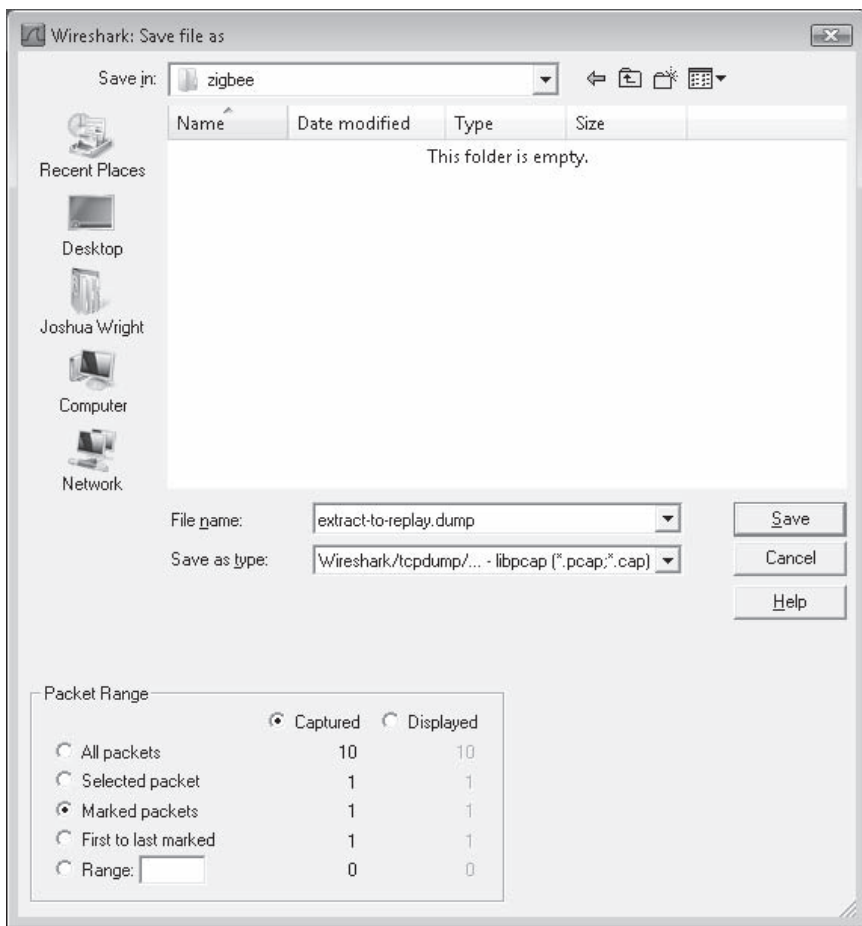 Wireshark: Save file as
Save in: zigbee
Name Date modified Type Size
This folder is empty.
Recent Places
Desktop
Joshua Wright
Computer
Network
File name: extract-to-replay.dump Save
Save as type: Wireshark/tcpdump/... - libpcap (*.pcap;*.cap) Cancel
Help
Packet Range
Captured Displayed
All packets 10 10
Selected packet 1 1
Marked packets 1 1
First to last marked 1 1
Range: 0 0